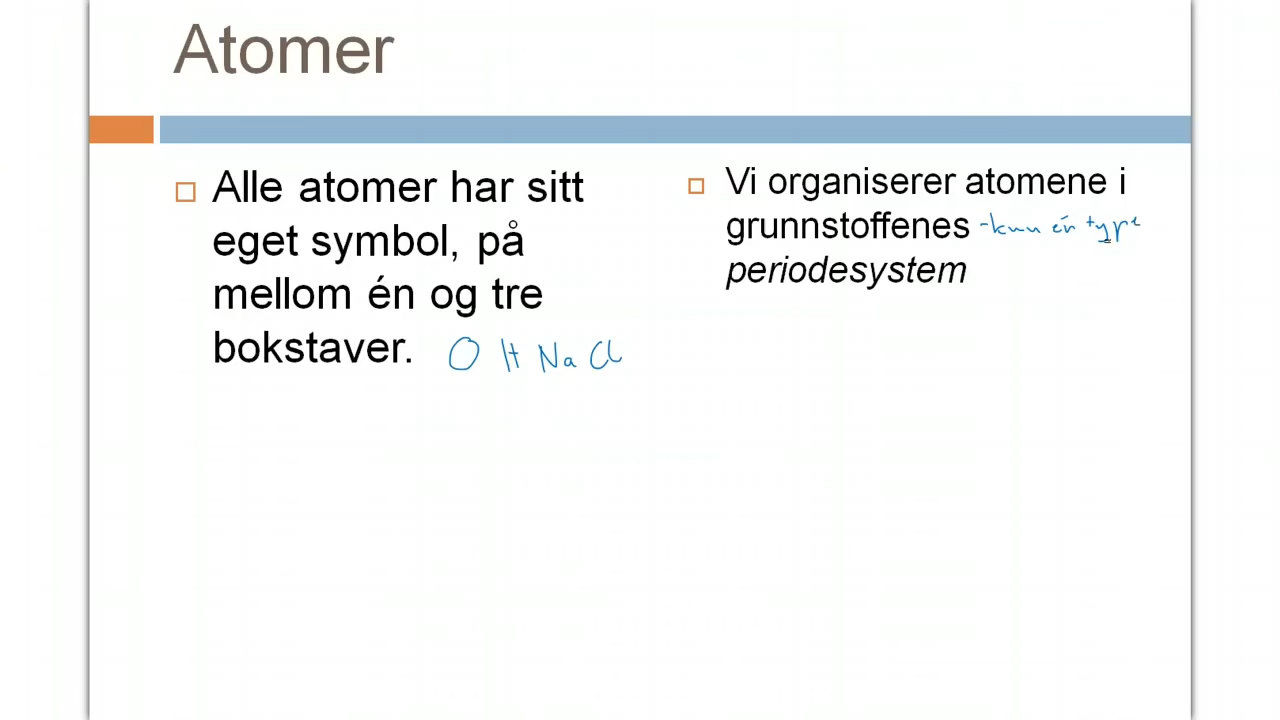 Atomer
Alle atomer har sitt
eget symbol, på
mellom én og tre
bokstaver. O H Na Cl
Vi organiserer atomene i
grunnstoffenes -kun én type
periodesystem